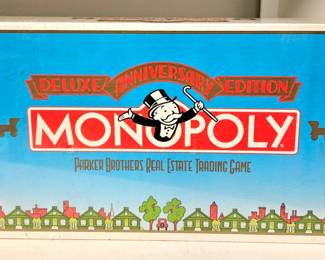 DELUXE ANNIVERSARY EDITION
MONOPOLY
PARKER BROTHERS REAL ESTATE TRADING GAME